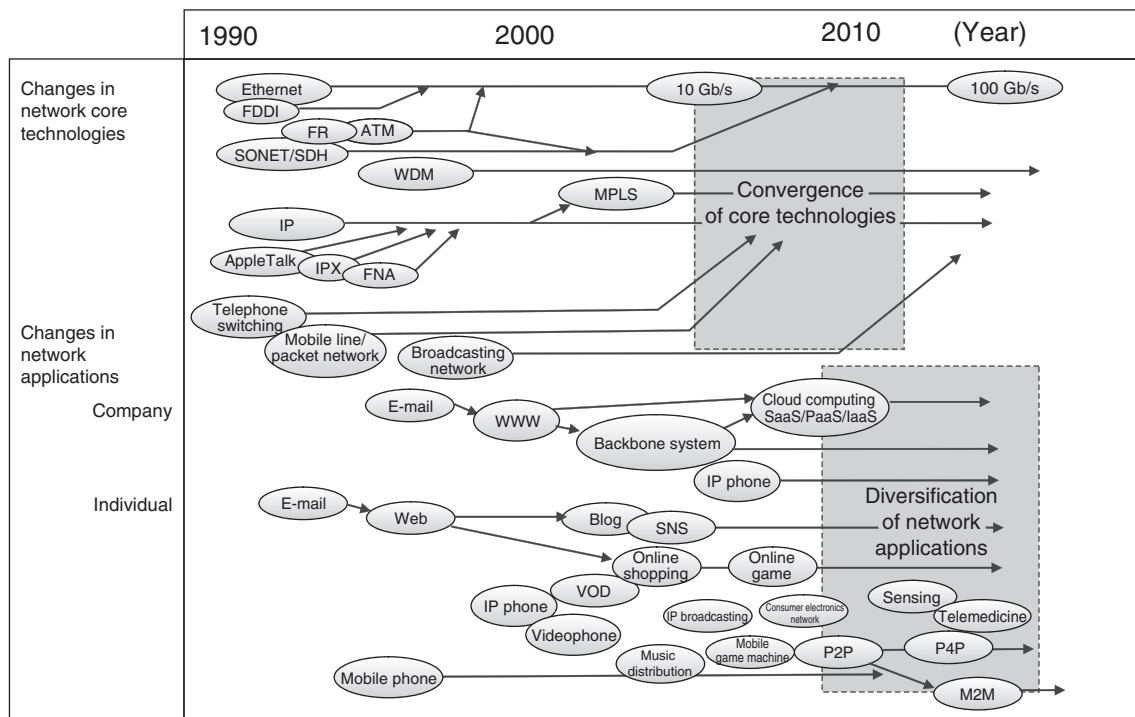 1990
2000
2010
(Year)
Changes in
network core
technologies
Ethernet
FDDI
FR
ATM
SONET/SDH
10 Gb/s
100 Gb/s
WDM
MPLS
Convergence
of core technologies
IP
AppleTalk
IPX
FNA
Telephone
switching
Mobile line/
packet network
Broadcasting
network
Changes in
network
applications
Company
E-mail
WWW
Backbone system
Cloud computing
SaaS/PaaS/IaaS
IP phone
Individual
E-mail
Web
Blog
SNS
Diversification
of network
applications
Online
shopping
Online
game
VOD
IP phone
Videophone
IP broadcasting
Consumer electronics
network
Sensing
Telemedicine
Mobile phone
Music
distribution
Mobile
game machine
P2P
P4P
M2M